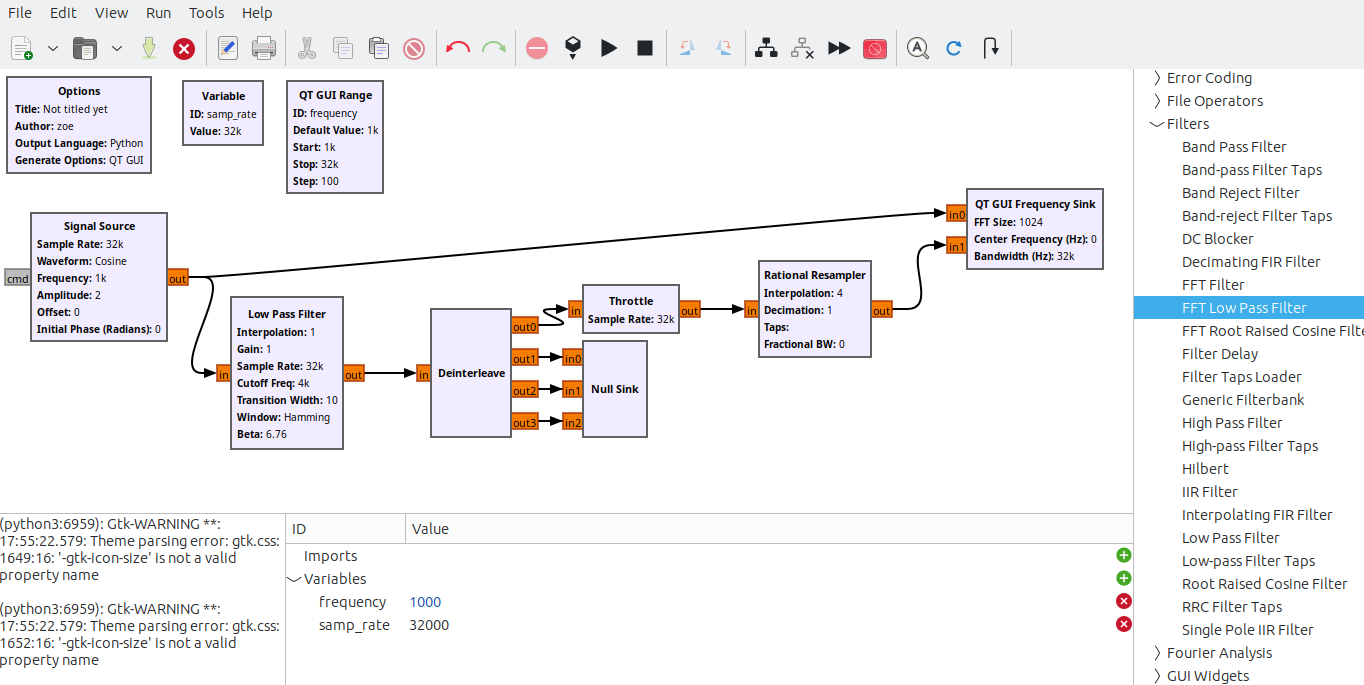 File Edit View Run Tools Help
Options
Title: Not titled yet
Author: zoe
Output Language: Python
Generate Options: QT GUI
Variable
ID: samp_rate
Value: 32k
QT GUI Range
ID: frequency
Default Value: 1k
Start: 1k
Stop: 32k
Step: 100
Signal Source
Sample Rate: 32k
Waveform: Cosine
Frequency: 1k
Amplitude: 2
Offset: 0
Initial Phase (Radians): 0
cmd
out
Low Pass Filter
Interpolation: 1
Gain: 1
Sample Rate: 32k
Cutoff Freq: 4k
Transition Width: 10
Window: Hamming
Beta: 6.76
in
out
Deinterleave
in
out0
out1
out2
out3
Throttle
Sample Rate: 32k
in
out
Null Sink
in0
in1
in2
Rational Resampler
Interpolation: 4
Decimation: 1
Taps:
Fractional BW: 0
in
out
QT GUI Frequency Sink
FFT Size: 1024
Center Frequency (Hz): 0
Bandwidth (Hz): 32k
in0
in1
Error Coding
File Operators
Filters
Band Pass Filter
Band-pass Filter Taps
Band Reject Filter
Band-reject Filter Taps
DC Blocker
Decimating FIR Filter
FFT Filter
FFT Low Pass Filter
FFT Root Raised Cosine Filte
Filter Delay
Filter Taps Loader
Generic Filterbank
High Pass Filter
High-pass Filter Taps
Hilbert
IIR Filter
Interpolating FIR Filter
Low Pass Filter
Low-pass Filter Taps
Root Raised Cosine Filter
RRC Filter Taps
Single Pole IIR Filter
Fourier Analysis
GUI Widgets
(python3:6959): Gtk-WARNING **:
17:55:22.579: Theme parsing error: gtk.css:
1649:16: '-gtk-icon-size' is not a valid
property name
(python3:6959): Gtk-WARNING **:
17:55:22.579: Theme parsing error: gtk.css:
1652:16: '-gtk-icon-size' is not a valid
property name
ID Value
Imports
Variables
frequency 1000
samp_rate 32000